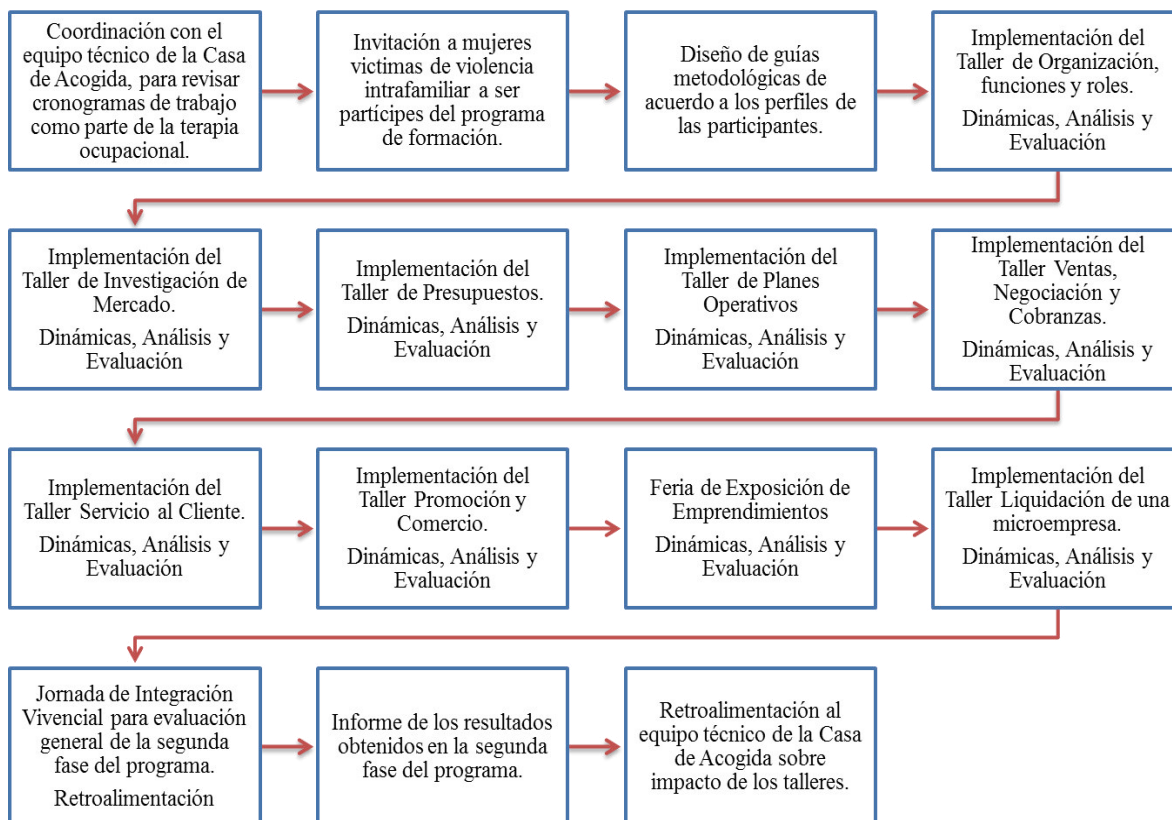 Coordinación con el
equipo técnico de la Casa
de Acogida, para revisar
cronogramas de trabajo
como parte de la terapia
ocupacional.
Invitación a mujeres
victimas de violencia
intrafamiliar a ser
partícipes del programa
de formación.
Diseño de guías
metodológicas de
acuerdo a los perfiles de
las participantes.
Implementación del
Taller de Organización,
funciones y roles.
Dinámicas, Análisis y
Evaluación
Implementación del
Taller de Investigación de
Mercado.
Dinámicas, Análisis y
Evaluación
Implementación del
Taller de Presupuestos.
Dinámicas, Análisis y
Evaluación
Implementación del
Taller de Planes
Operativos
Dinámicas, Análisis y
Evaluación
Implementación del
Taller Ventas,
Negociación y
Cobranzas.
Dinámicas, Análisis y
Evaluación
Implementación del
Taller Servicio al Cliente.
Dinámicas, Análisis y
Evaluación
Implementación del
Taller Promoción y
Comercio.
Dinámicas, Análisis y
Evaluación
Feria de Exposición de
Emprendimientos
Dinámicas, Análisis y
Evaluación
Implementación del
Taller Liquidación de una
microempresa.
Dinámicas, Análisis y
Evaluación
Jornada de Integración
Vivencial para evaluación
general de la segunda
fase del programa.
Retroalimentación
Informe de los resultados
obtenidos en la segunda
fase del programa.
Retroalimentación al
equipo técnico de la Casa
de Acogida sobre
impacto de los talleres.